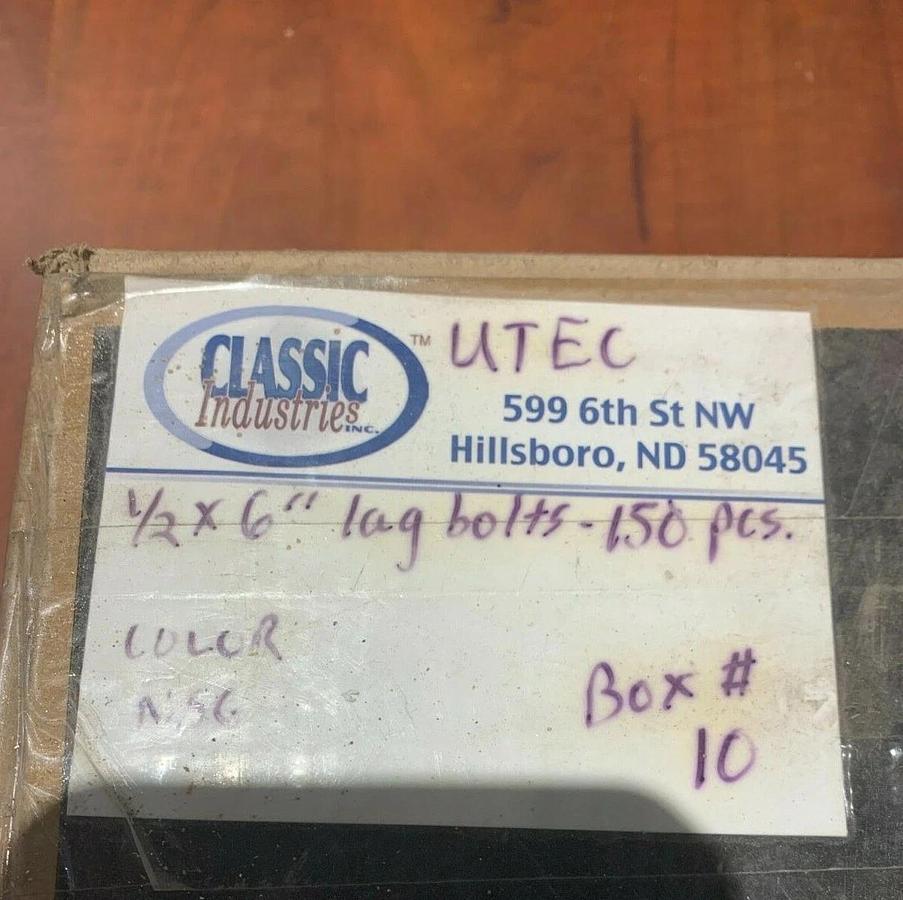 CLASSiC
Industries
INC.
TM
UTEC
599 6th St NW
Hillsboro, ND 58045
1/2 x 6" lag bolts - 150 pcs.
COLOR
Box #
10